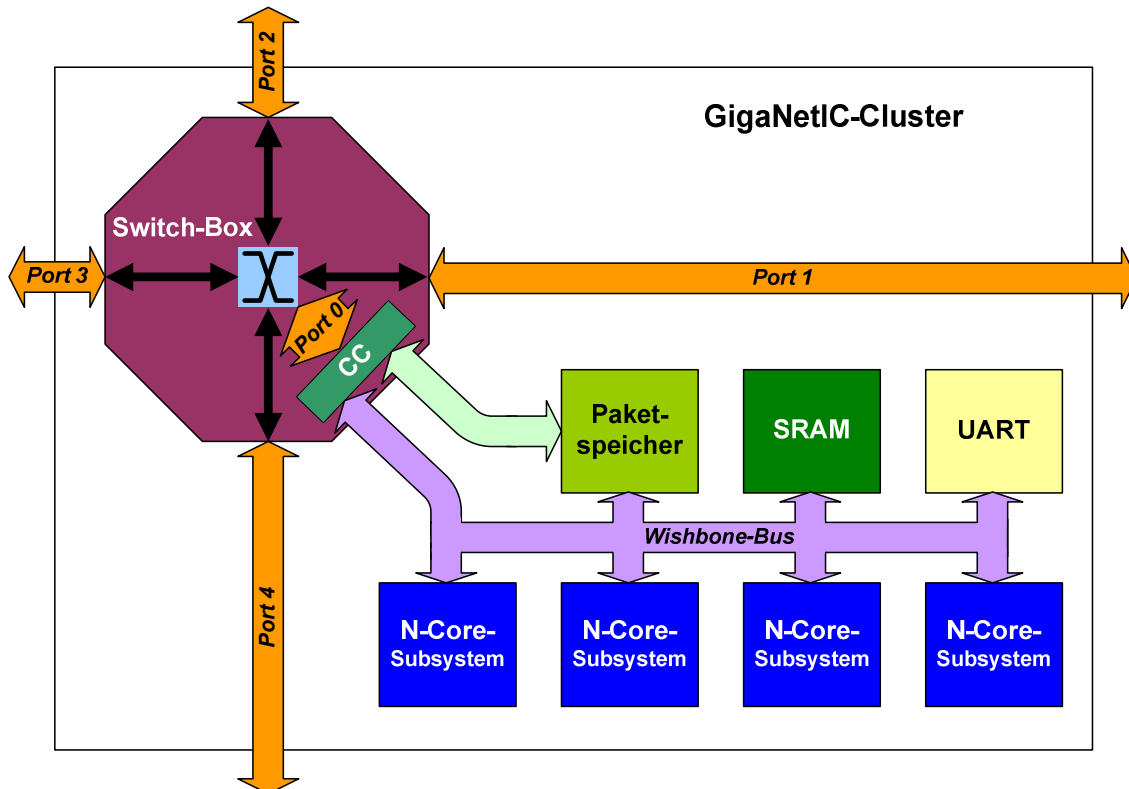 Port 2
GigaNetIC-Cluster
Switch-Box
Port 3
Port 1
Port 0
CC
Paket-
speicher
SRAM
UART
Wishbone-Bus
Port 4
N-Core-
Subsystem
N-Core-
Subsystem
N-Core-
Subsystem
N-Core-
Subsystem